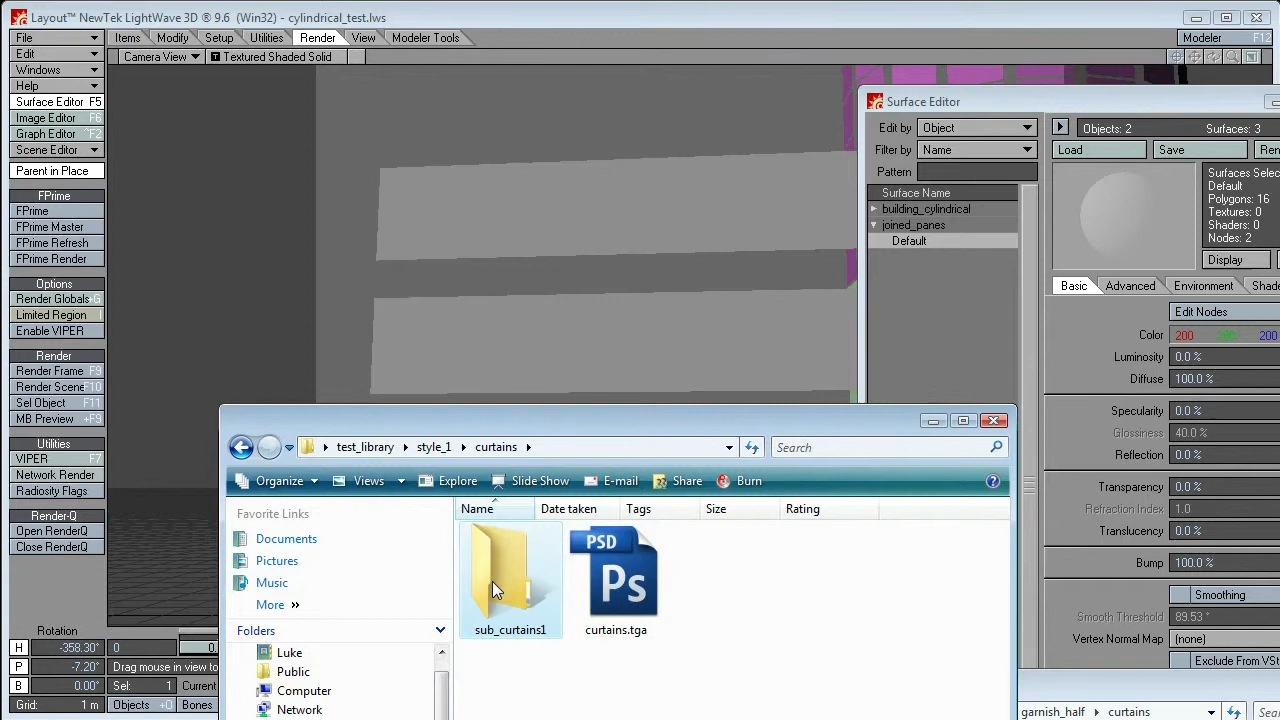 Layout™ NewTek LightWave 3D ® 9.6 (Win32) - cylindrical_test.lws
File
Items
Modify
Setup
Utilities
Render
View
Modeler Tools
Modeler F12
Edit
Camera View
Textured Shaded Solid
Windows
Help
Surface Editor F5
Image Editor F6
Graph Editor ^F2
Scene Editor
Parent in Place
FPrime
FPrime
FPrime Master
FPrime Refresh
FPrime Render
Options
Render Globals
Limited Region l
Enable VIPER
Render
Render Frame F9
Render Scene F10
Sel Object F11
MB Preview +F9
Utilities
VIPER F7
Network Render
Radiosity Flags
Render-Q
Open RenderQ
Close RenderQ
Rotation
H -358.30° 0 0.
P -7.20° Drag mouse in view to
B 0.00° Sel: 1 Current
Grid: 1 m Objects +O Bones
Surface Editor
Edit by Object
Filter by Name
Pattern
Surface Name
building_cylindrical
joined_panes
Default
Objects: 2 Surfaces: 3
Load Save Ren
Surfaces Selec
Default
Polygons: 16
Textures: 0
Shaders: 0
Nodes: 2
Display
Basic Advanced Environment Shade
Edit Nodes
Color 200 200 200
Luminosity 0.0 %
Diffuse 100.0 %
Specularity 0.0 %
Glossiness 40.0 %
Reflection 0.0 %
Transparency 0.0 %
Refraction Index 1.0
Translucency 0.0 %
Bump 100.0 %
Smoothing
Smooth Threshold 89.53 °
Vertex Normal Map (none)
Exclude From VSt
test_library style_1 curtains
Search
Organize Views Explore Slide Show E-mail Share Burn
Favorite Links
Documents
Pictures
Music
More »
Folders
Luke
Public
Computer
Network
Name Date taken Tags Size Rating
PSD
Ps
sub_curtains1
curtains.tga
garnish_half curtains